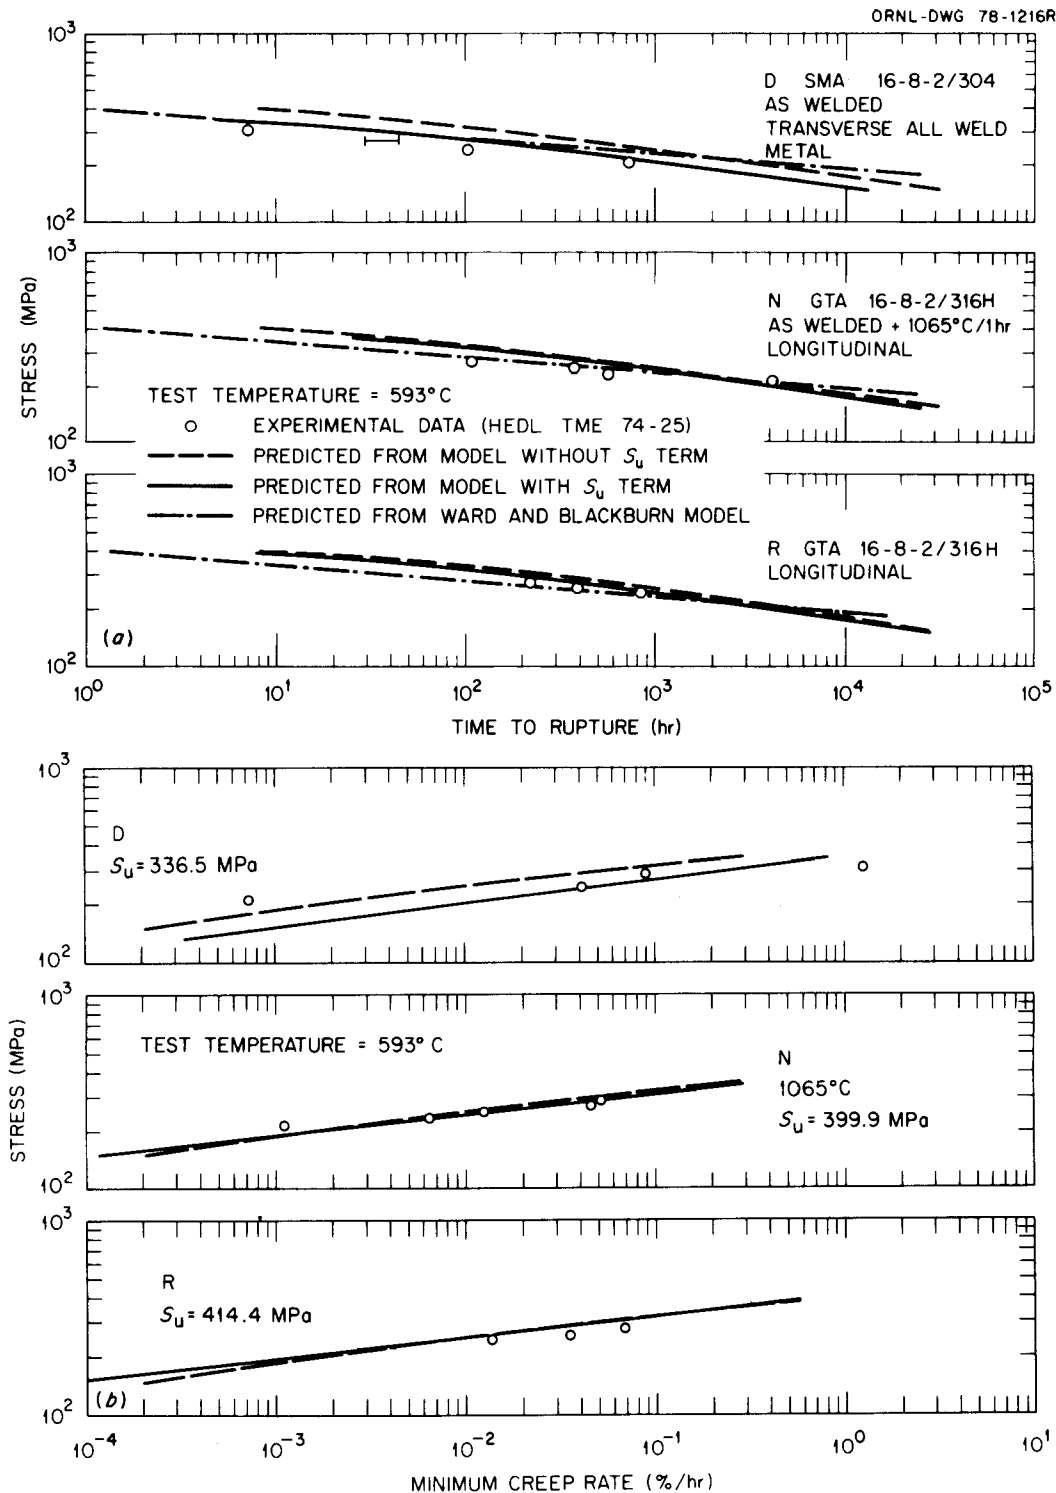 ORNL-DWG 78-1216R
10³
D SMA 16-8-2/304
AS WELDED
TRANSVERSE ALL WELD
METAL
10²
10³
N GTA 16-8-2/316H
AS WELDED + 1065°C/1hr
LONGITUDINAL
STRESS (MPa)
TEST TEMPERATURE = 593°C
10²
EXPERIMENTAL DATA (HEDL TME 74-25)
PREDICTED FROM MODEL WITHOUT Su TERM
10³
PREDICTED FROM MODEL WITH Su TERM
PREDICTED FROM WARD AND BLACKBURN MODEL
R GTA 16-8-2/316H
LONGITUDINAL
(a)
10²
10⁰ 10¹ 10² 10³ 10⁴ 10⁵
TIME TO RUPTURE (hr)
10³
D
Su = 336.5 MPa
10²
10³
STRESS (MPa)
TEST TEMPERATURE = 593°C
N
1065°C
Su = 399.9 MPa
10²
10³
R
Su = 414.4 MPa
(b)
10²
10⁻⁴ 10⁻³ 10⁻² 10⁻¹ 10⁰ 10¹
MINIMUM CREEP RATE (%/hr)